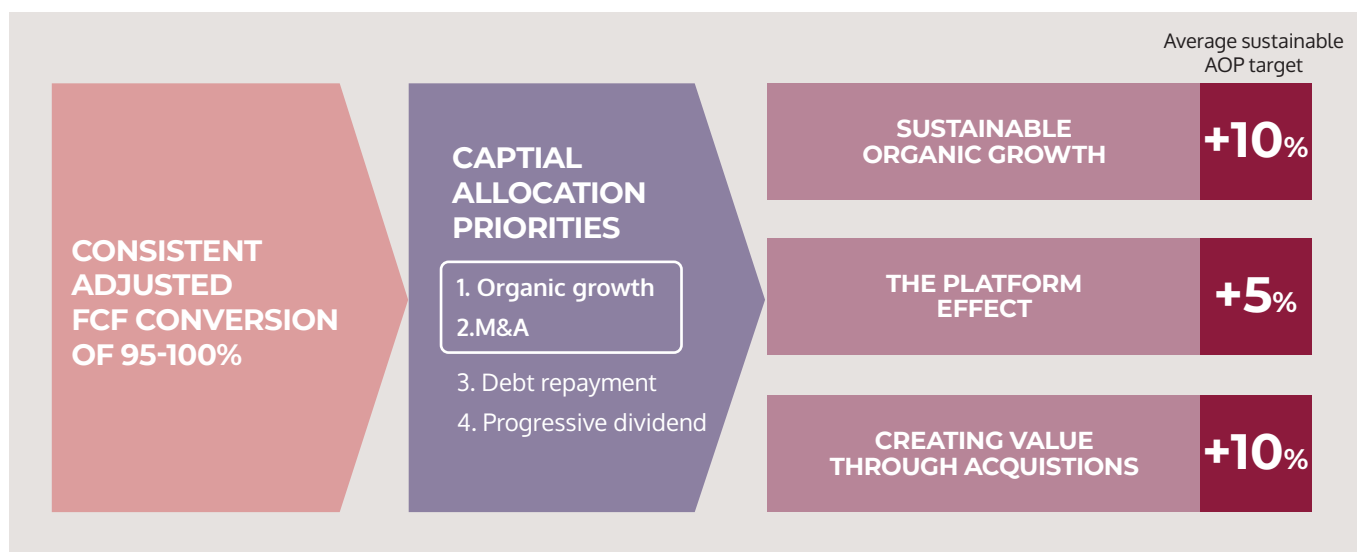 Average sustainable
AOP target
CONSISTENT
ADJUSTED
FCF CONVERSION
OF 95-100%
CAPTIAL
ALLOCATION
PRIORITIES
1. Organic growth
2.M&A
3. Debt repayment
4. Progressive dividend
SUSTAINABLE
ORGANIC GROWTH
+10%
THE PLATFORM
EFFECT
+5%
CREATING VALUE
THROUGH ACQUISTIONS
+10%